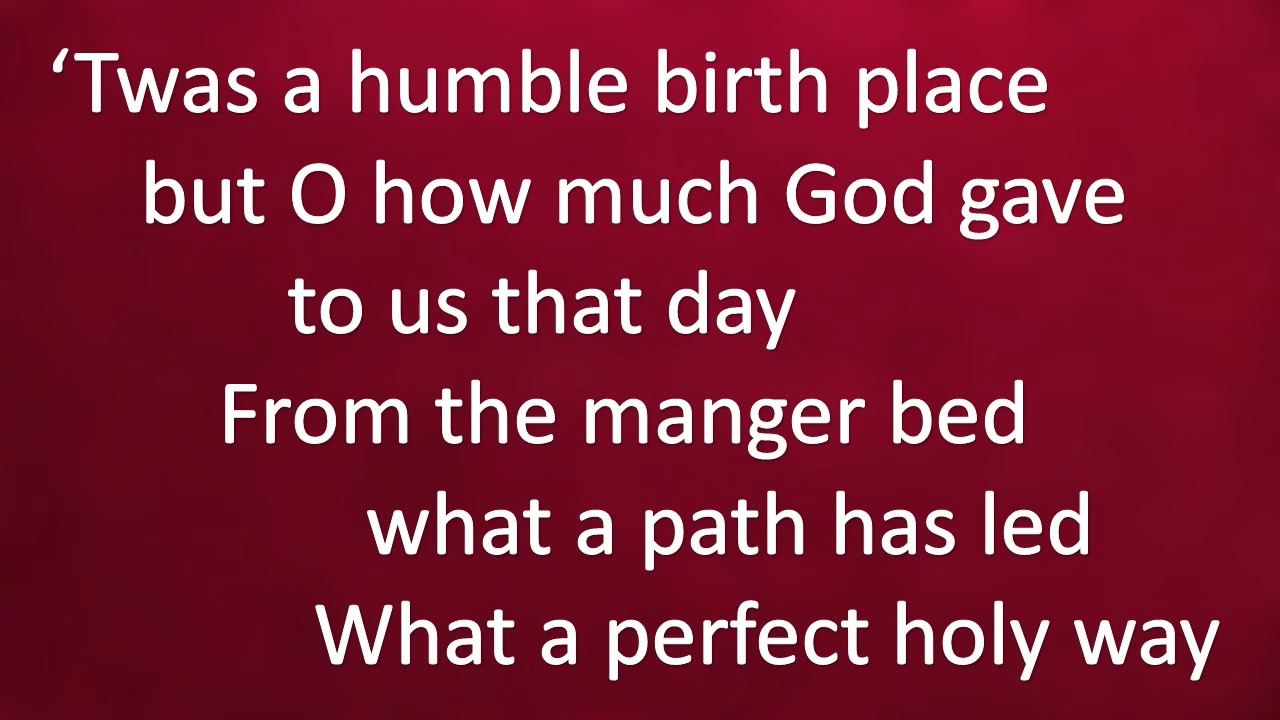 ‘Twas a humble birth place
but O how much God gave
to us that day
From the manger bed
what a path has led
What a perfect holy way